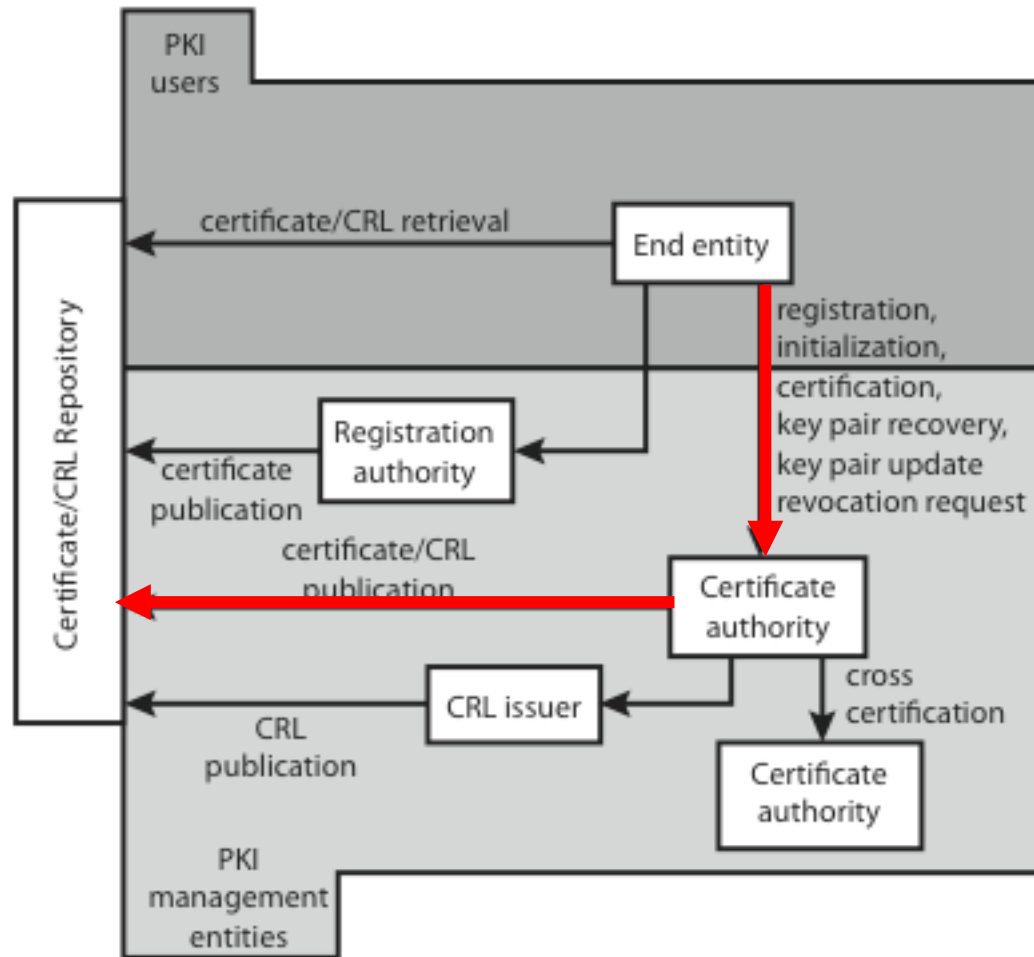 PKI
users
certificate/CRL retrieval
End entity
Certificate/CRL Repository
registration,
initialization,
certification,
key pair recovery,
key pair update
revocation request
Registration
authority
certificate
publication
certificate/CRL
publication
Certificate
authority
CRL issuer
CRL
publication
cross
certification
Certificate
authority
PKI
management
entities